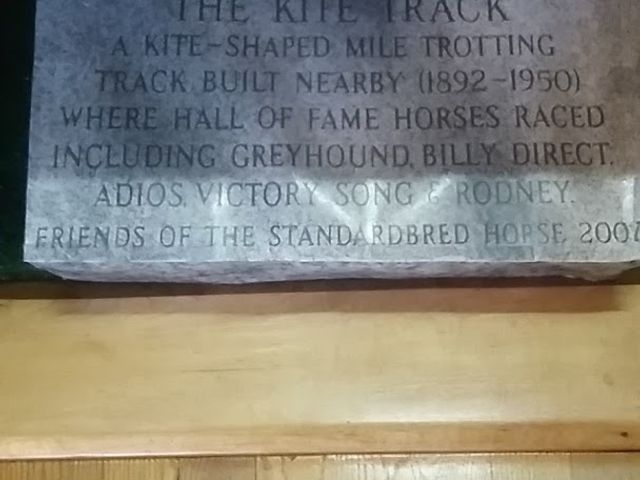 THE KITE TRACK
A KITE-SHAPED MILE TROTTING
TRACK BUILT NEARBY (1892-1950)
WHERE HALL OF FAME HORSES RACED
INCLUDING GREYHOUND, BILLY DIRECT,
ADIOS, VICTORY SONG & RODNEY.
FRIENDS OF THE STANDARDBRED HORSE 2007